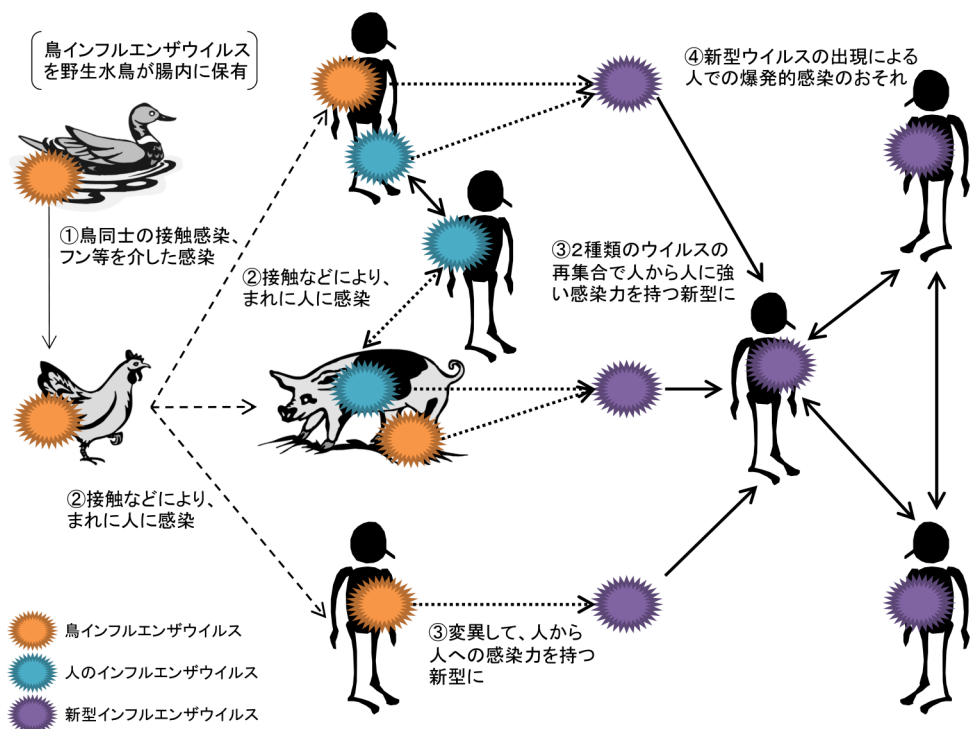 鳥インフルエンザウイルス
を野生水鳥が腸内に保有
①鳥同士の接触感染、
フン等を介した感染
②接触などにより、
まれに人に感染
②接触などにより、
まれに人に感染
③2種類のウイルスの
再集合で人から人に強
い感染力を持つ新型に
③変異して、人から
人への感染力を持つ
新型に
④新型ウイルスの出現による
人での爆発的感染のおそれ
鳥インフルエンザウイルス
人のインフルエンザウイルス
新型インフルエンザウイルス